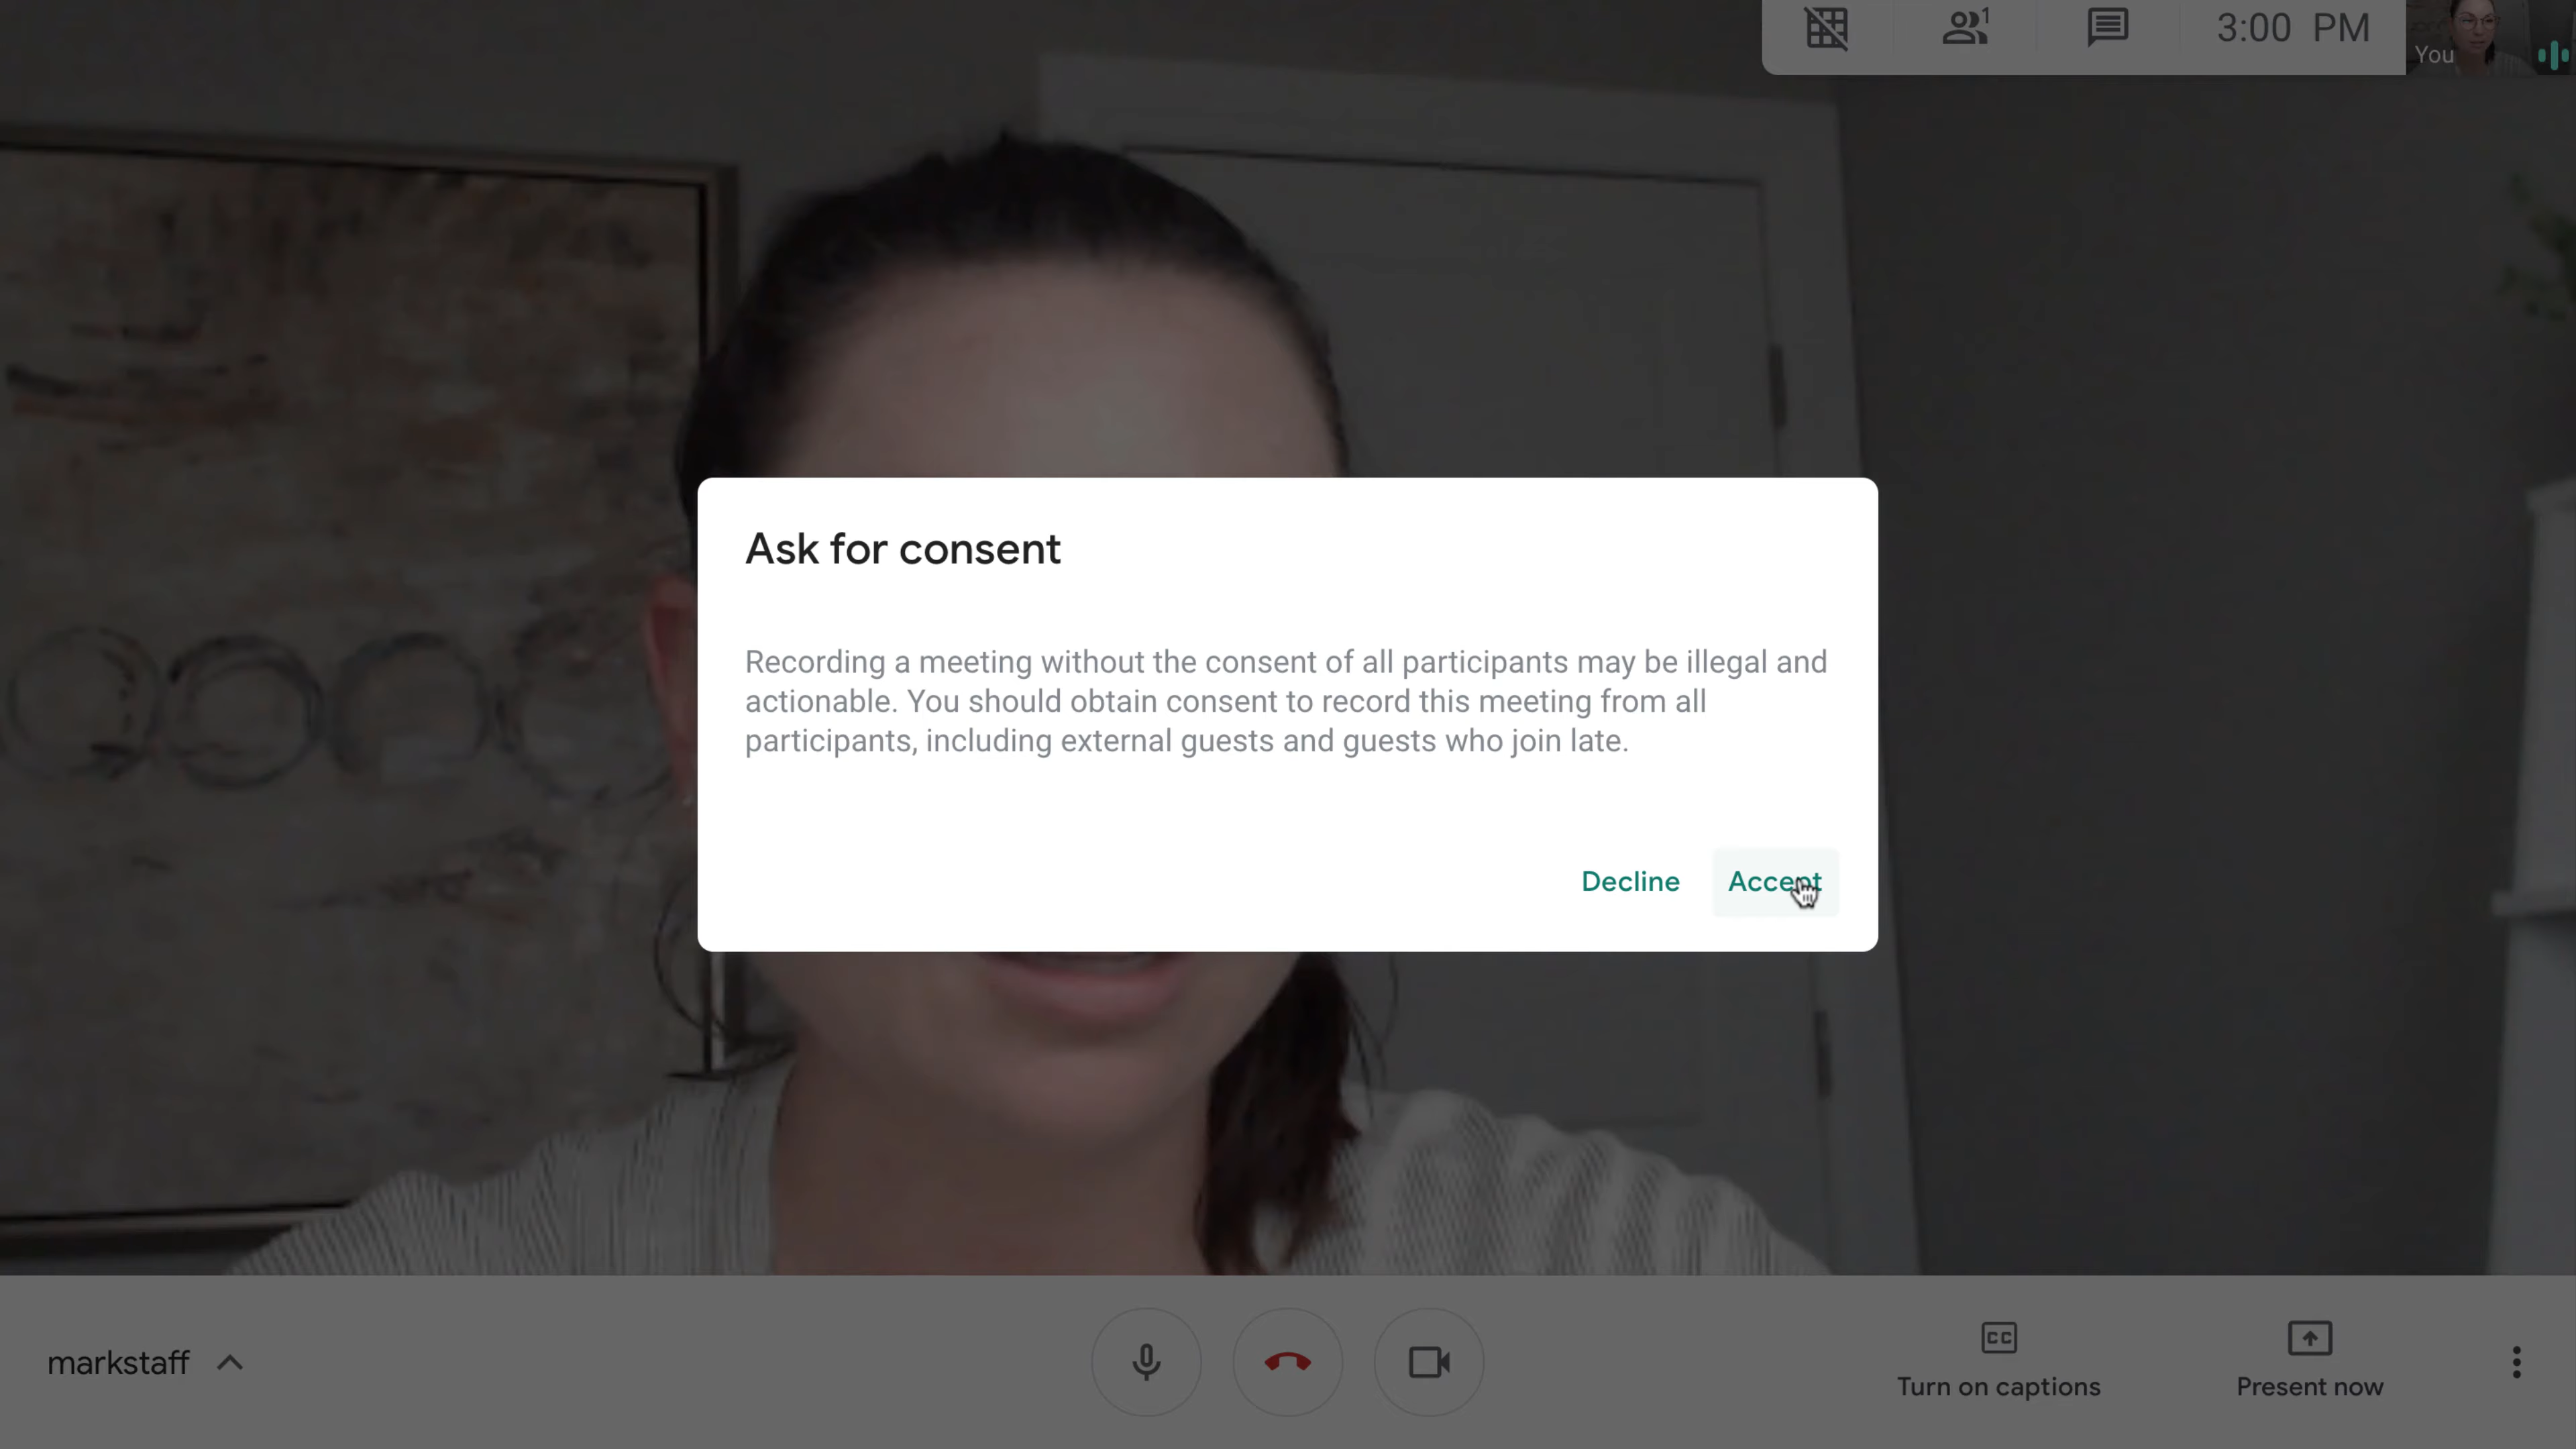 1
3:00 PM
You
Ask for consent
Recording a meeting without the consent of all participants may be illegal and
actionable. You should obtain consent to record this meeting from all
participants, including external guests and guests who join late.
Decline
Accept
markstaff
CC
Turn on captions
Present now